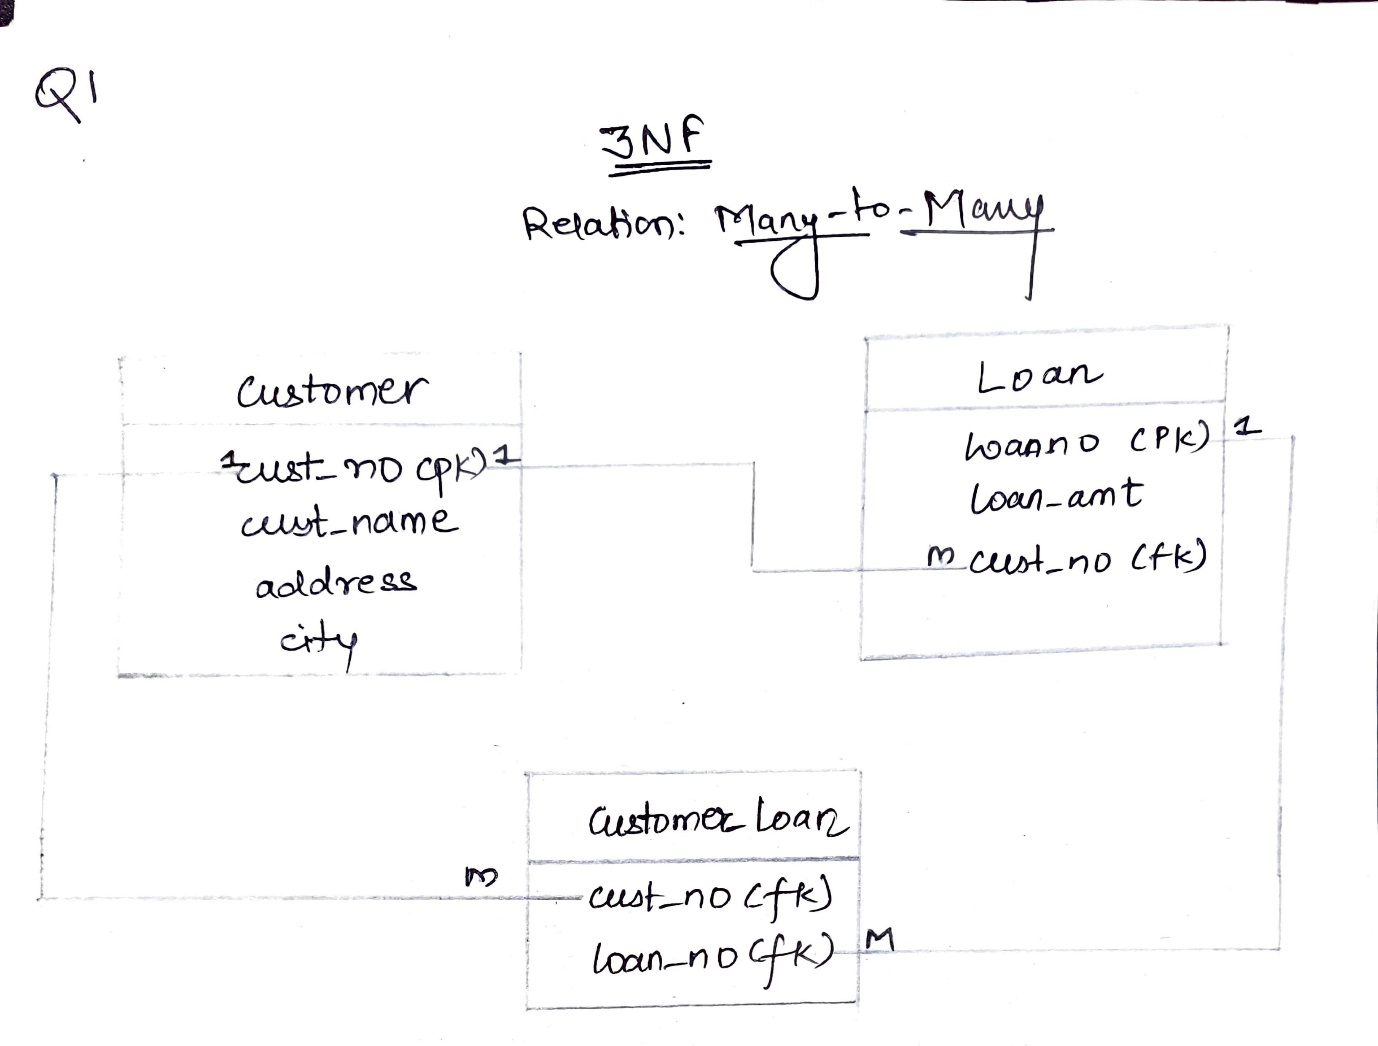 Q1
3NF
Relation: Many-to-Many
Customer
1 cust_no (pk) 1
cust_name
address
city
Loan
loanno (PK) 1
loan_amt
m cust_no (fk)
Customer Loan
m cust_no (fk)
loan_no (fk) M